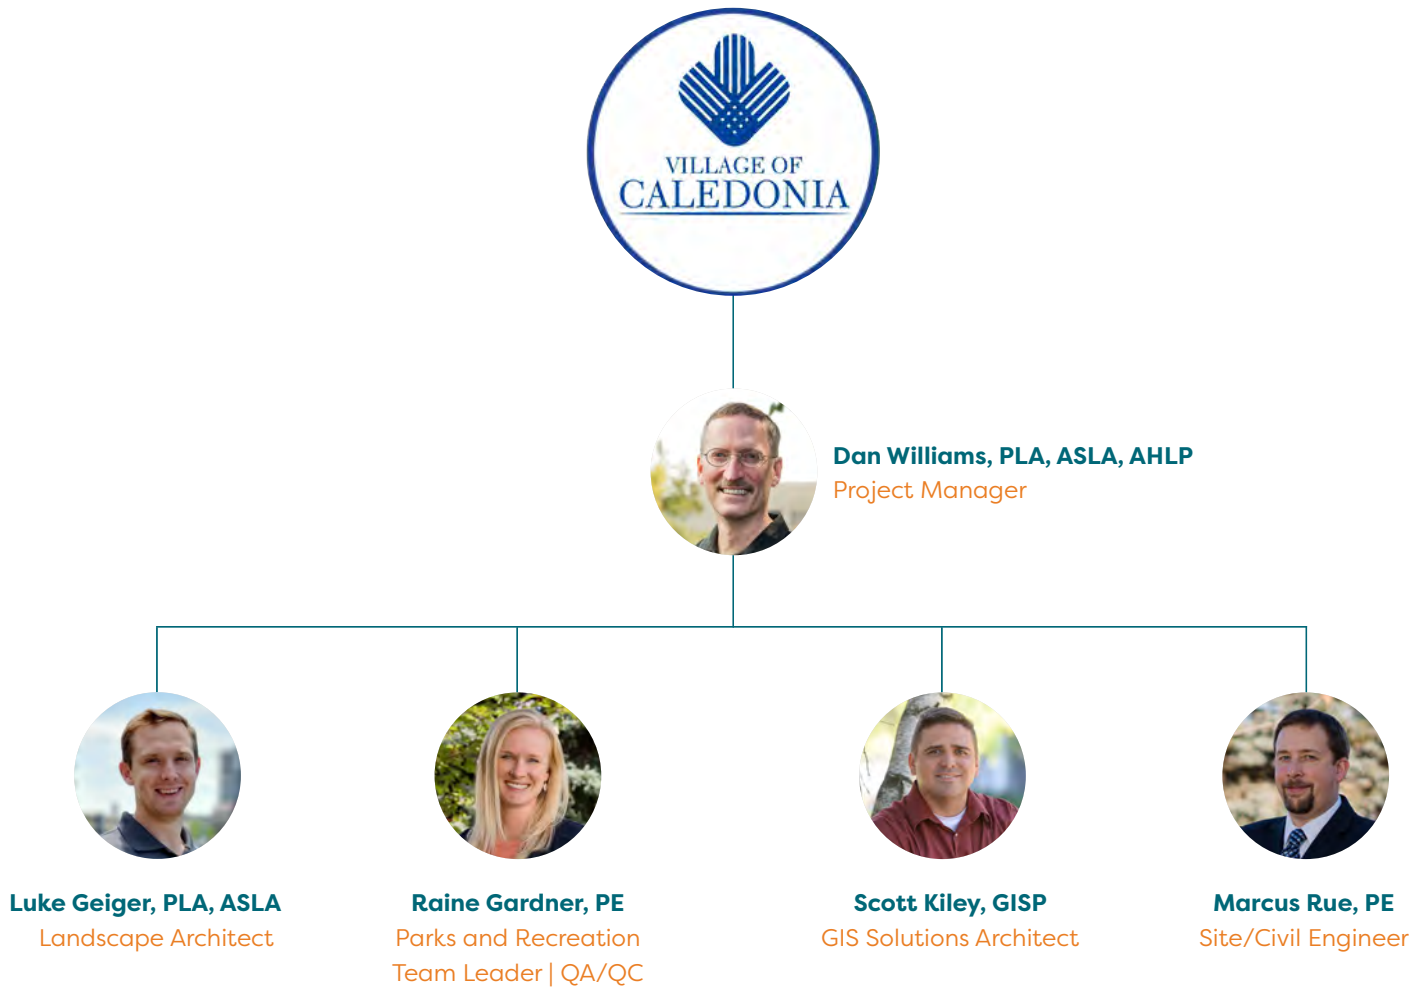 VILLAGE OF
CALEDONIA
Dan Williams, PLA, ASLA, AHLP
Project Manager
Luke Geiger, PLA, ASLA
Landscape Architect
Raine Gardner, PE
Parks and Recreation
Team Leader | QA/QC
Scott Kiley, GISP
GIS Solutions Architect
Marcus Rue, PE
Site/Civil Engineer